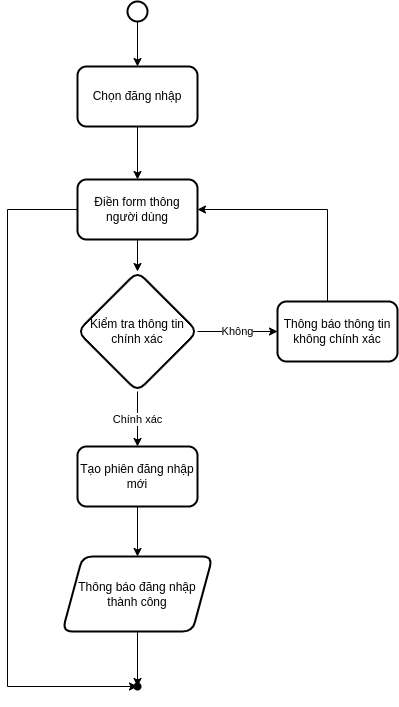 Chọn đăng nhập
Điền form thông
người dùng
Kiểm tra thông tin
chính xác
Không
Thông báo thông tin
không chính xác
Chính xác
Tạo phiên đăng nhập
mới
Thông báo đăng nhập
thành công